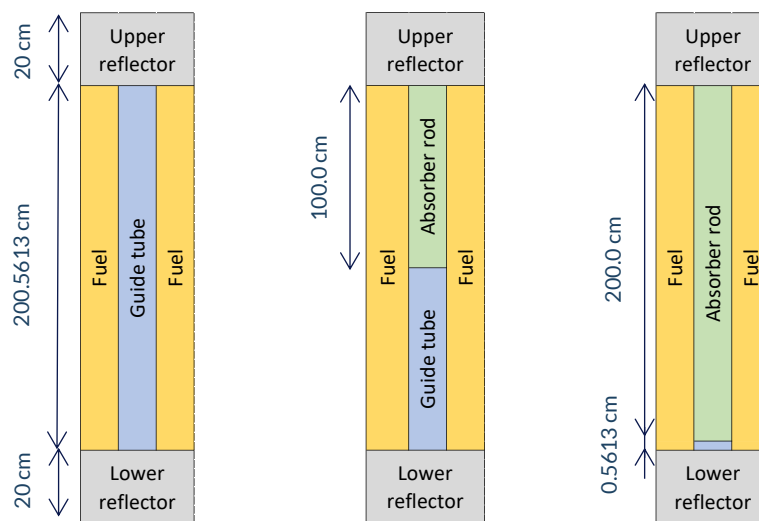 20 cm
Upper
reflector
200.5613 cm
Fuel
Guide tube
Fuel
20 cm
Lower
reflector
Upper
reflector
100.0 cm
Fuel
Absorber rod
Guide tube
Fuel
Lower
reflector
Upper
reflector
200.0 cm
Fuel
Absorber rod
Fuel
0.5613 cm
Lower
reflector